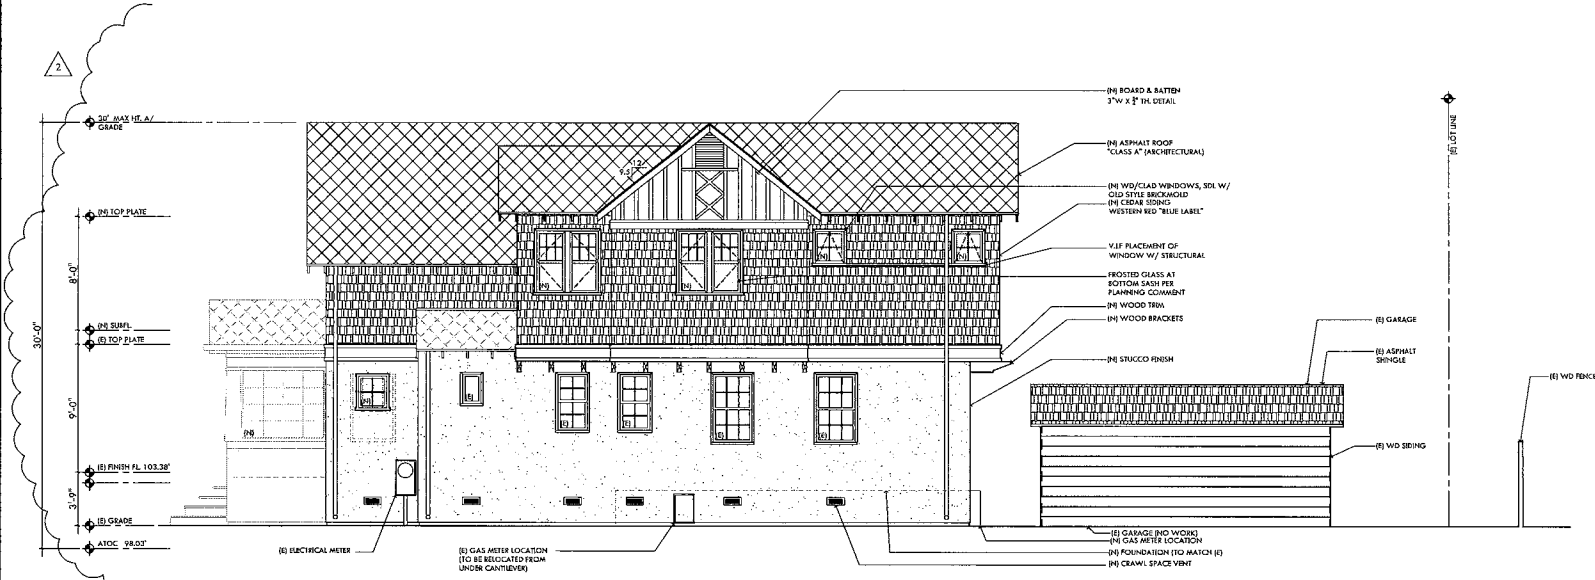 2
30' MAX HT. A/
GRADE
(N) TOP PLATE
8'-0"
(N) SUBFL.
(E) TOP PLATE
30'-0"
9'-0"
(E) FINISH FL. 103.38'
3'-9"
(E) GRADE
ATOC 98.03'
12
9.5
(N)
(N)
(N)
(N)
(N)
(N)
(E)
(E)
(E)
(E)
(E)
(N) BOARD & BATTEN
3"W X TH. DETAIL
(N) ASPHALT ROOF
"CLASS A" (ARCHITECTURAL)
(N) WD/CLAD WINDOWS, SDL W/
OLD STYLE BRICKMOLD
(N) CEDAR SIDING
WESTERN RED "BLUE LABEL"
V.I.F PLACEMENT OF
WINDOW W/ STRUCTURAL
FROSTED GLASS AT
BOTTOM SASH PER
PLANNING COMMENT
(N) WOOD TRIM
(N) WOOD BRACKETS
(N) STUCCO FINISH
(E) LOT LINE
(E) GARAGE
(E) ASPHALT
SHINGLE
(E) WD FENCE
(E) WD SIDING
(E) ELECTRICAL METER
(E) GAS METER LOCATION
(TO BE RELOCATED FROM
UNDER CANTILEVER)
(E) GARAGE (NO WORK)
(N) GAS METER LOCATION
(N) FOUNDATION (TO MATCH (E)
(N) CRAWL SPACE VENT